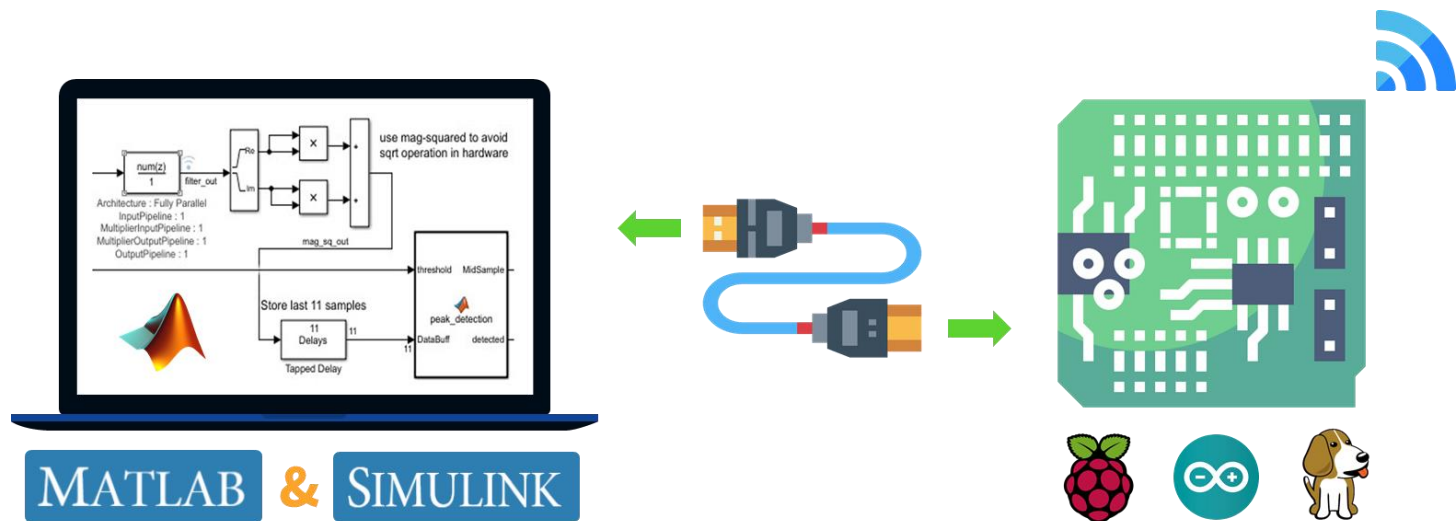 use mag-squared to avoid
sqrt operation in hardware
num(z)
1
filter_out
Re
Im
X
X
+
+
Architecture : Fully Parallel
InputPipeline : 1
MultiplierInputPipeline : 1
MultiplierOutputPipeline : 1
OutputPipeline : 1
mag_sq_out
threshold
MidSample
peak_detection
Store last 11 samples
11
Delays
11
11
DataBuff
detected
Tapped Delay
MATLAB & SIMULINK